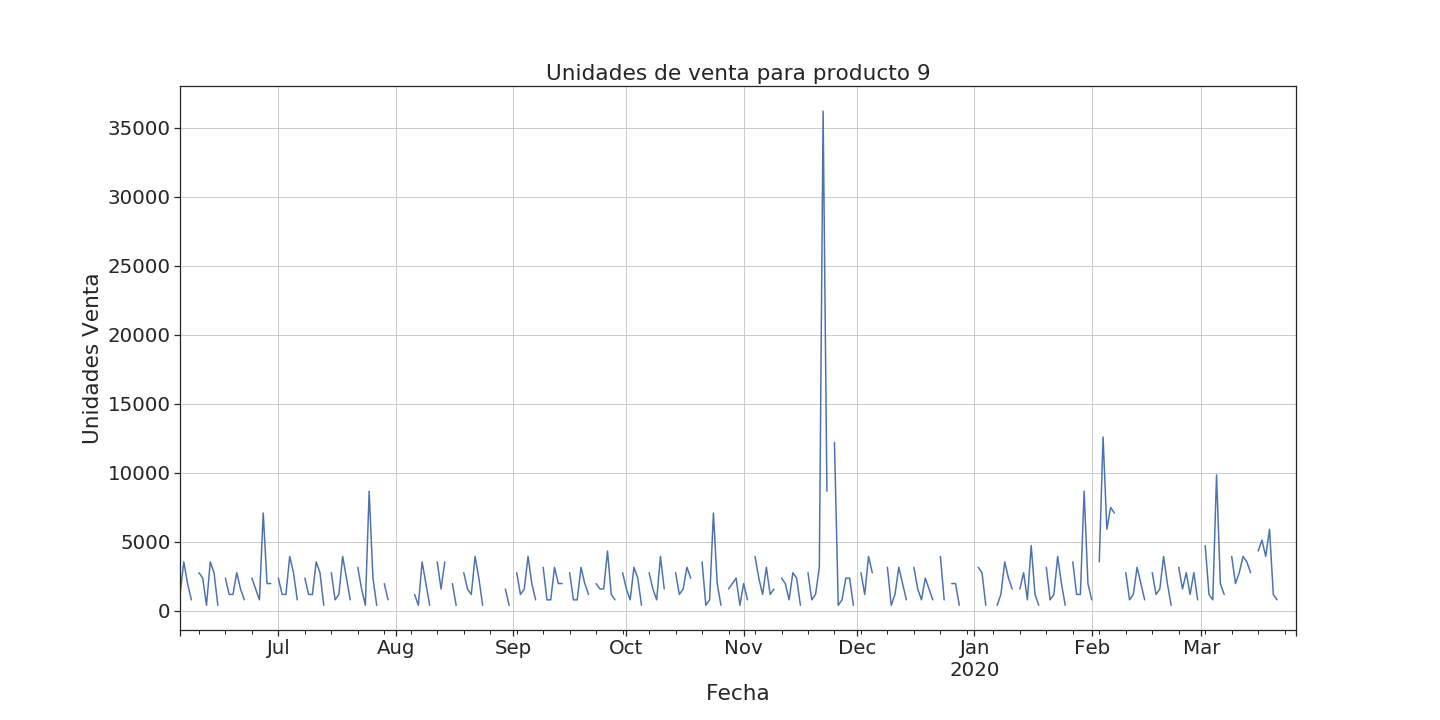 Unidades de venta para producto 9
Unidades Venta
35000
30000
25000
20000
15000
10000
5000
0
Jul Aug Sep Oct Nov Dec Jan Feb Mar
2020
Fecha